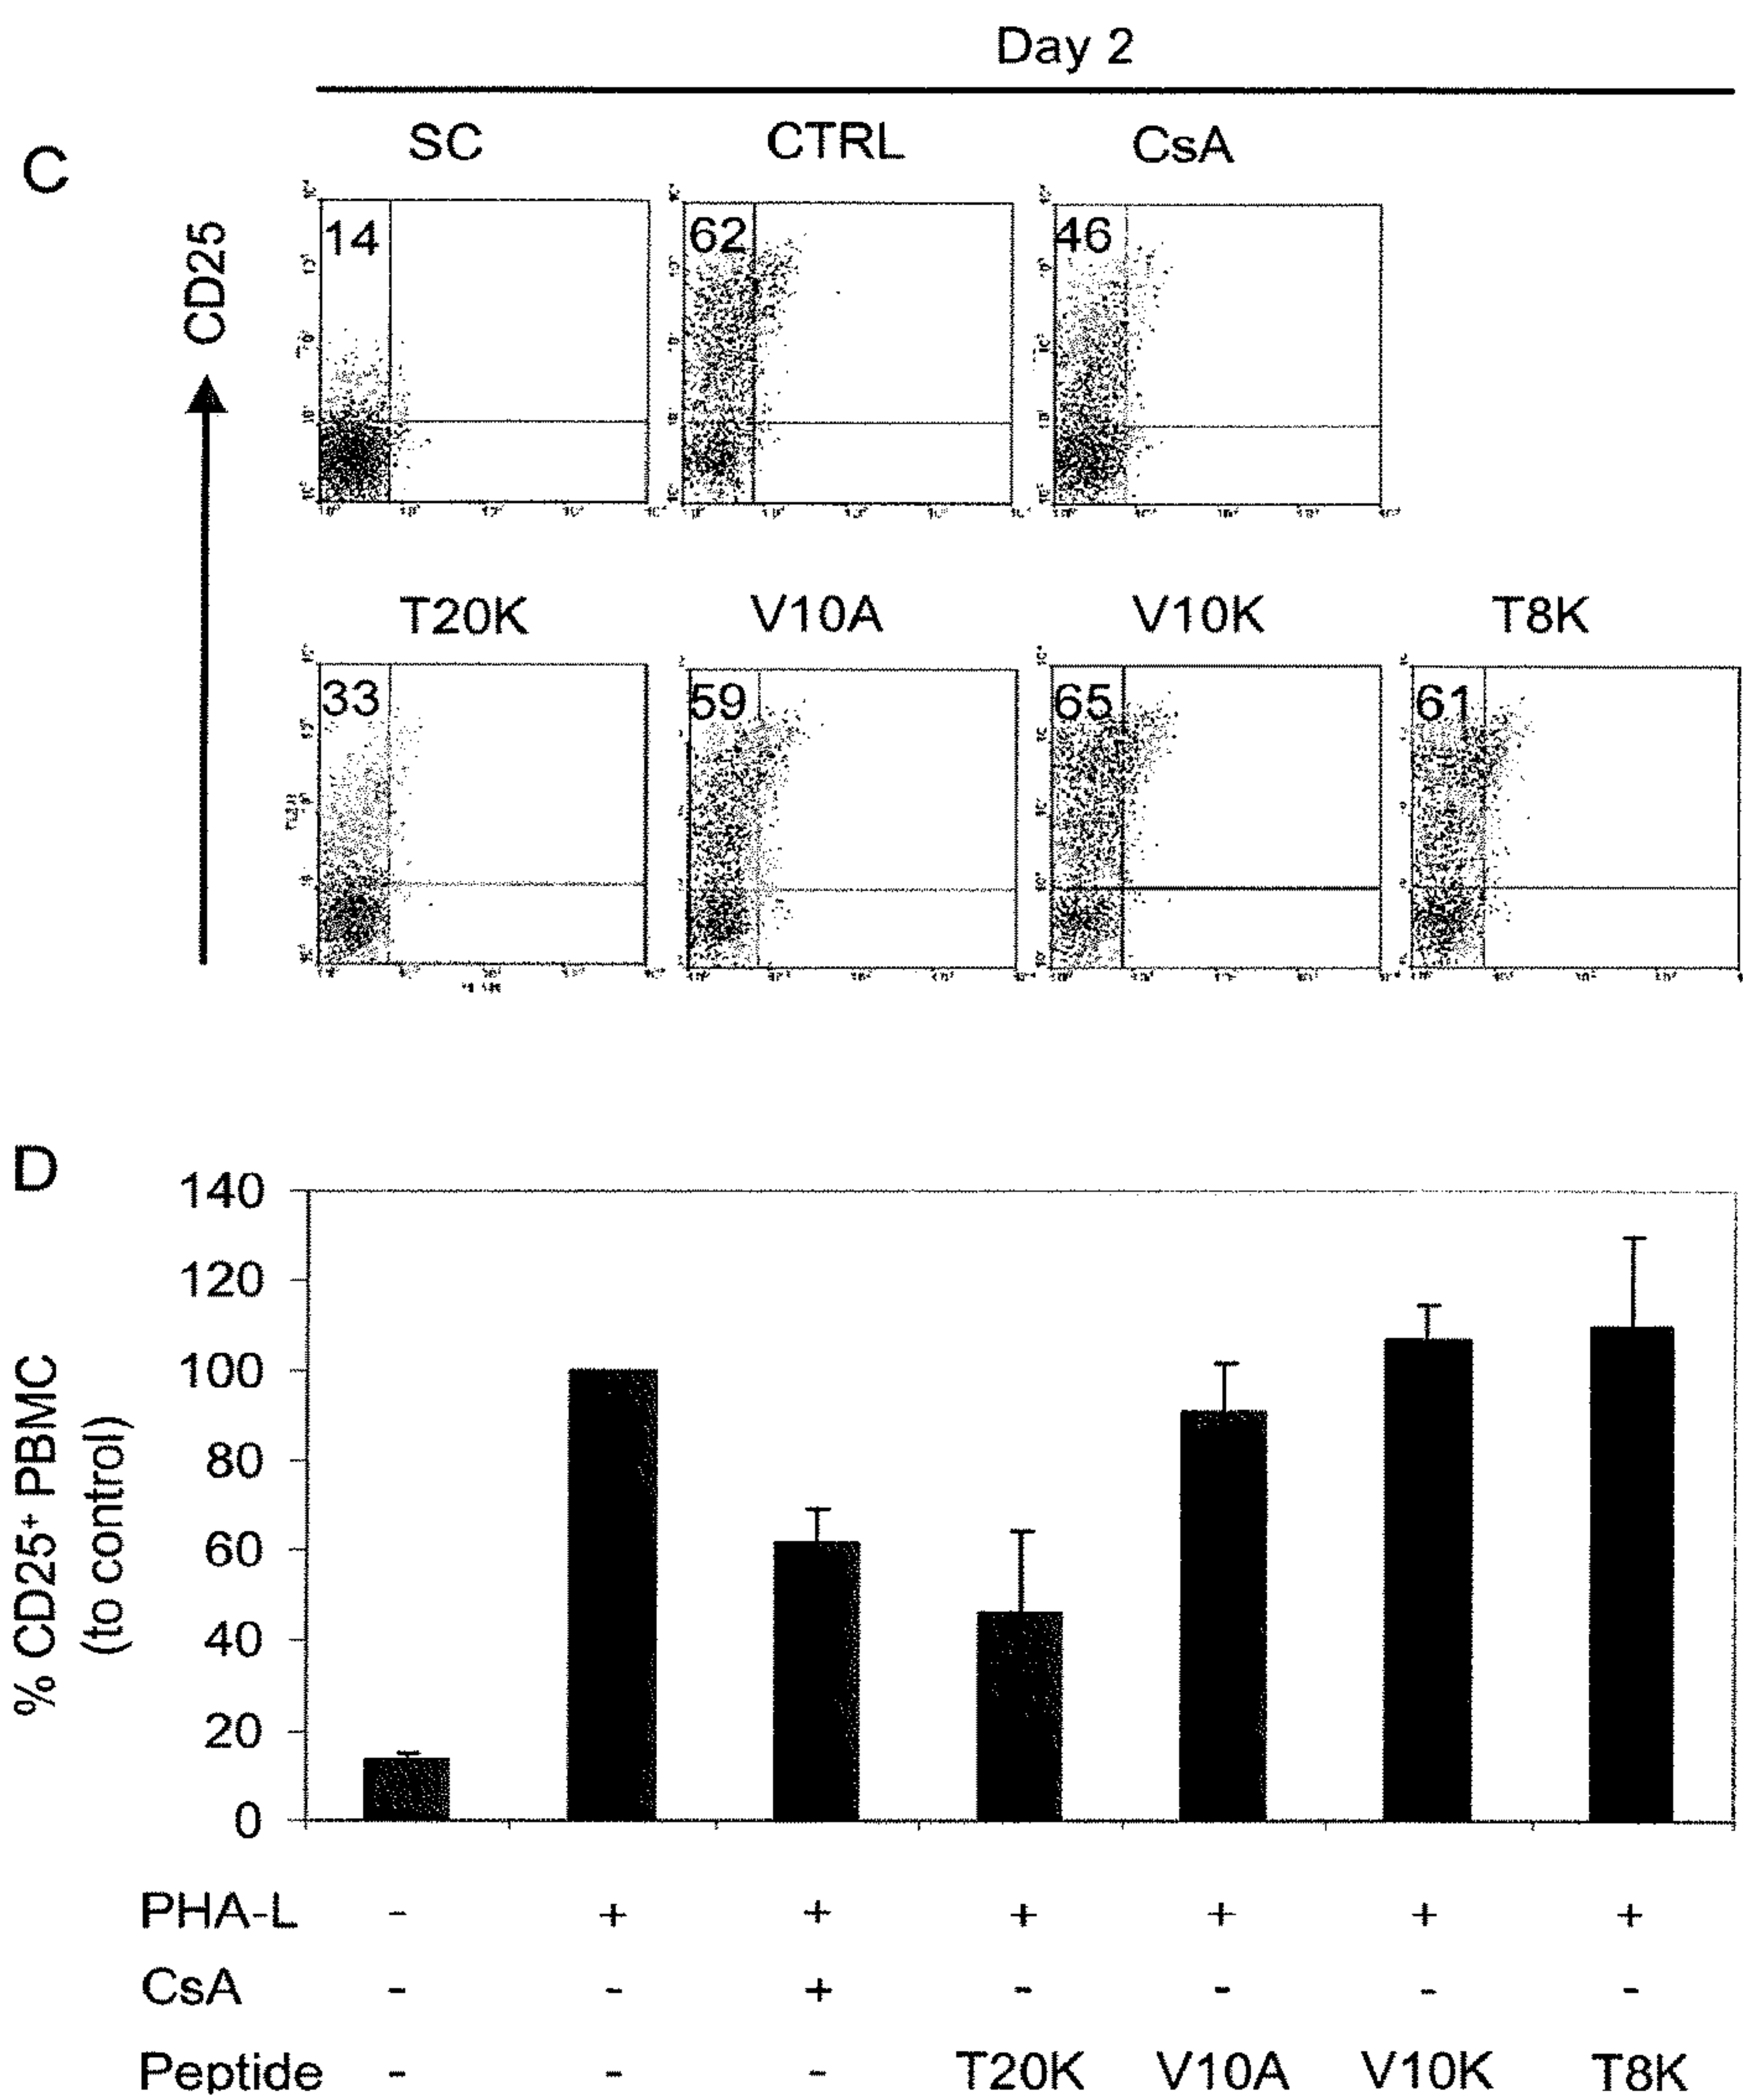 Day 2
C
SC CTRL CsA
CD25
14 62 46
T20K V10A V10K T8K
33 59 65 61
D
% CD25+ PBMC
(to control)
140
120
100
80
60
40
20
0
PHA-L - + + + + + +
CsA - - + - - - -
Peptide - - - T20K V10A V10K T8K